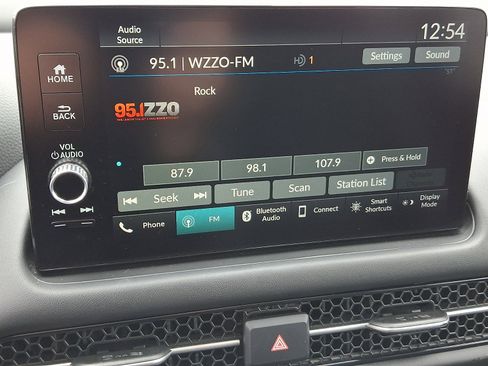 Audio
Source
12:54
HOME
95.1 | WZZO-FM
HD 1
Settings
Sound
BACK
Rock
95.1ZZO
VOL
AUDIO
87.9
98.1
107.9
Press & Hold
Seek
Tune
Scan
Station List
Phone
FM
Bluetooth
Audio
Connect
Smart
Shortcuts
Display
Mode